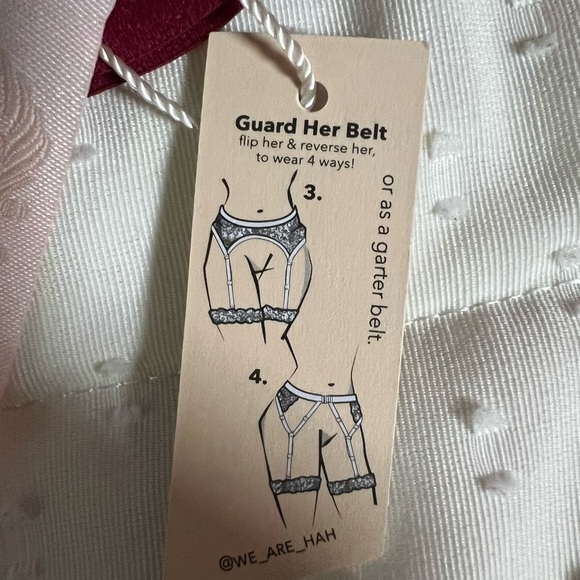 Guard Her Belt
flip her & reverse her,
to wear 4 ways!
3.
or as a garter belt.
4.
@WE_ARE_HAH